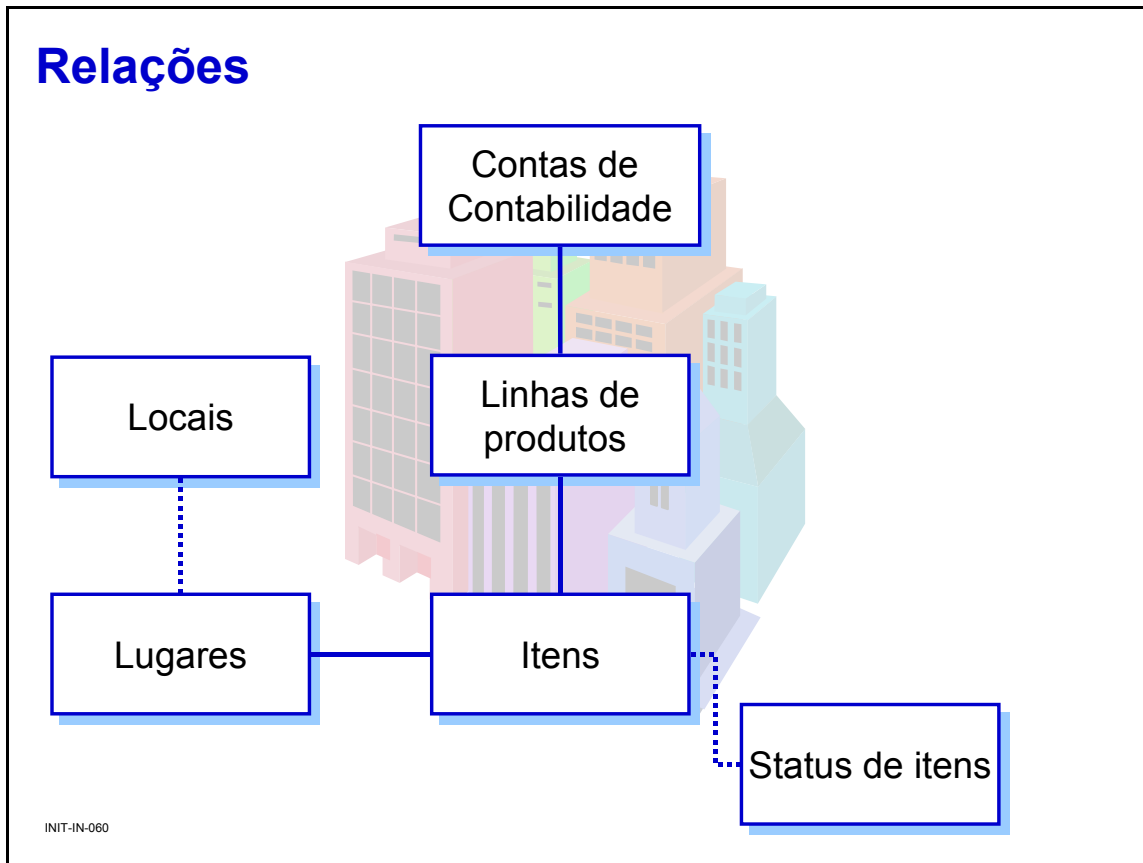 Relações
Contas de
Contabilidade
Locais
Linhas de
produtos
Lugares
Itens
Status de itens
INIT-IN-060